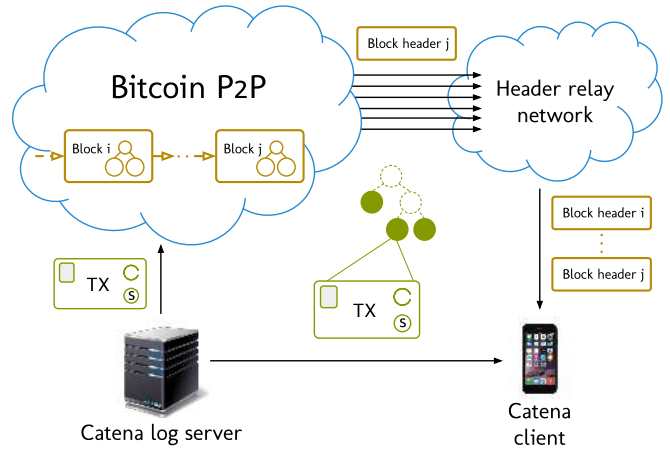 Block header j
Bitcoin P2P
Header relay
network
Block i
Block j
Block header i
Block header j
TX
S
TX
S
Catena log server
Catena
client